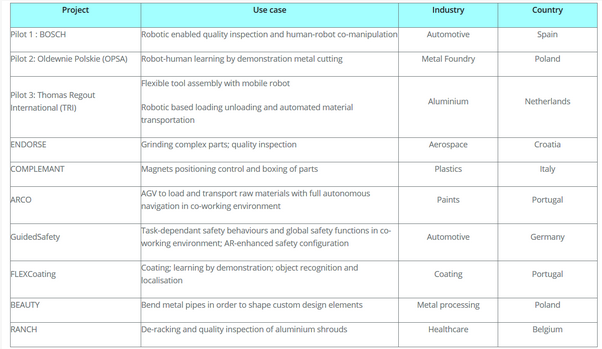 Project Use case Industry Country
Pilot 1 : BOSCH Robotic enabled quality inspection and human-robot co-manipulation Automotive Spain
Pilot 2: Oldewnie Polskie (OPSA) Robot-human learning by demonstration metal cutting Metal Foundry Poland
Pilot 3: Thomas Regout
International (TRI)
Flexible tool assembly with mobile robot
Robotic based loading unloading and automated material
transportation
Aluminium Netherlands
ENDORSE Grinding complex parts; quality inspection Aerospace Croatia
COMPLEMANT Magnets positioning control and boxing of parts Plastics Italy
ARCO
AGV to load and transport raw materials with full autonomous
navigation in co-working environment
Paints Portugal
GuidedSafety
Task-dependant safety behaviours and global safety functions in co-
working environment; AR-enhanced safety configuration
Automotive Germany
FLEXCoating
Coating; learning by demonstration; object recognition and
localisation
Coating Portugal
BEAUTY Bend metal pipes in order to shape custom design elements Metal processing Poland
RANCH De-racking and quality inspection of aluminium shrouds Healthcare Belgium